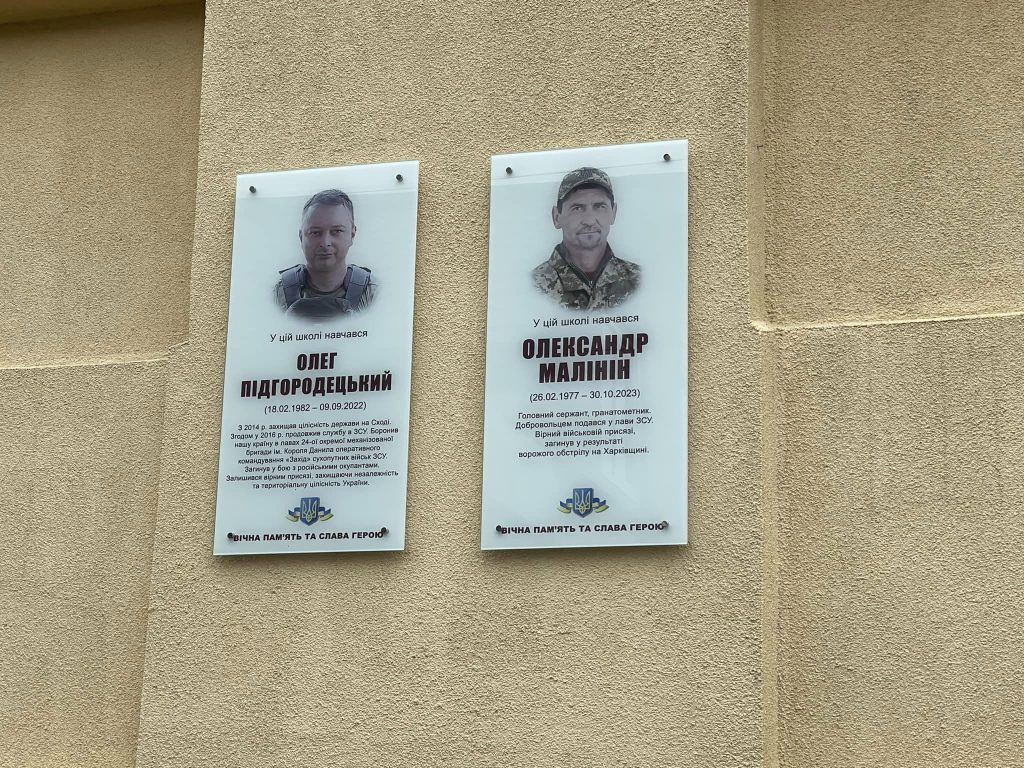 У цій школі навчався
ОЛЕГ
ПІДГОРОДЕЦЬКИЙ
(18.02.1982 – 09.09.2022)
З 2014 р. захищав цілісність держави на Сході.
Згодом у 2016 р. продовжив службу в ЗСУ. Боронив
нашу країну в лавах 24-ої окремої механізованої
бригади ім. Короля Данила оперативного
командування «Захід» сухопутних військ ЗСУ.
Загинув у бою з російськими окупантами.
Залишився вірним присязі, захищаючи незалежність
та територіальну цілісність України.
ВІЧНА ПАМ'ЯТЬ ТА СЛАВА ГЕРОЮ
У цій школі навчався
ОЛЕКСАНДР
МАЛІНІН
(26.02.1977 – 30.10.2023)
Головний сержант, гранатометник.
Добровольцем подався у лави ЗСУ.
Вірний військовій присязі,
загинув у результаті
ворожого обстрілу на Харківщині.
ВІЧНА ПАМ'ЯТЬ ТА СЛАВА ГЕРОЮ